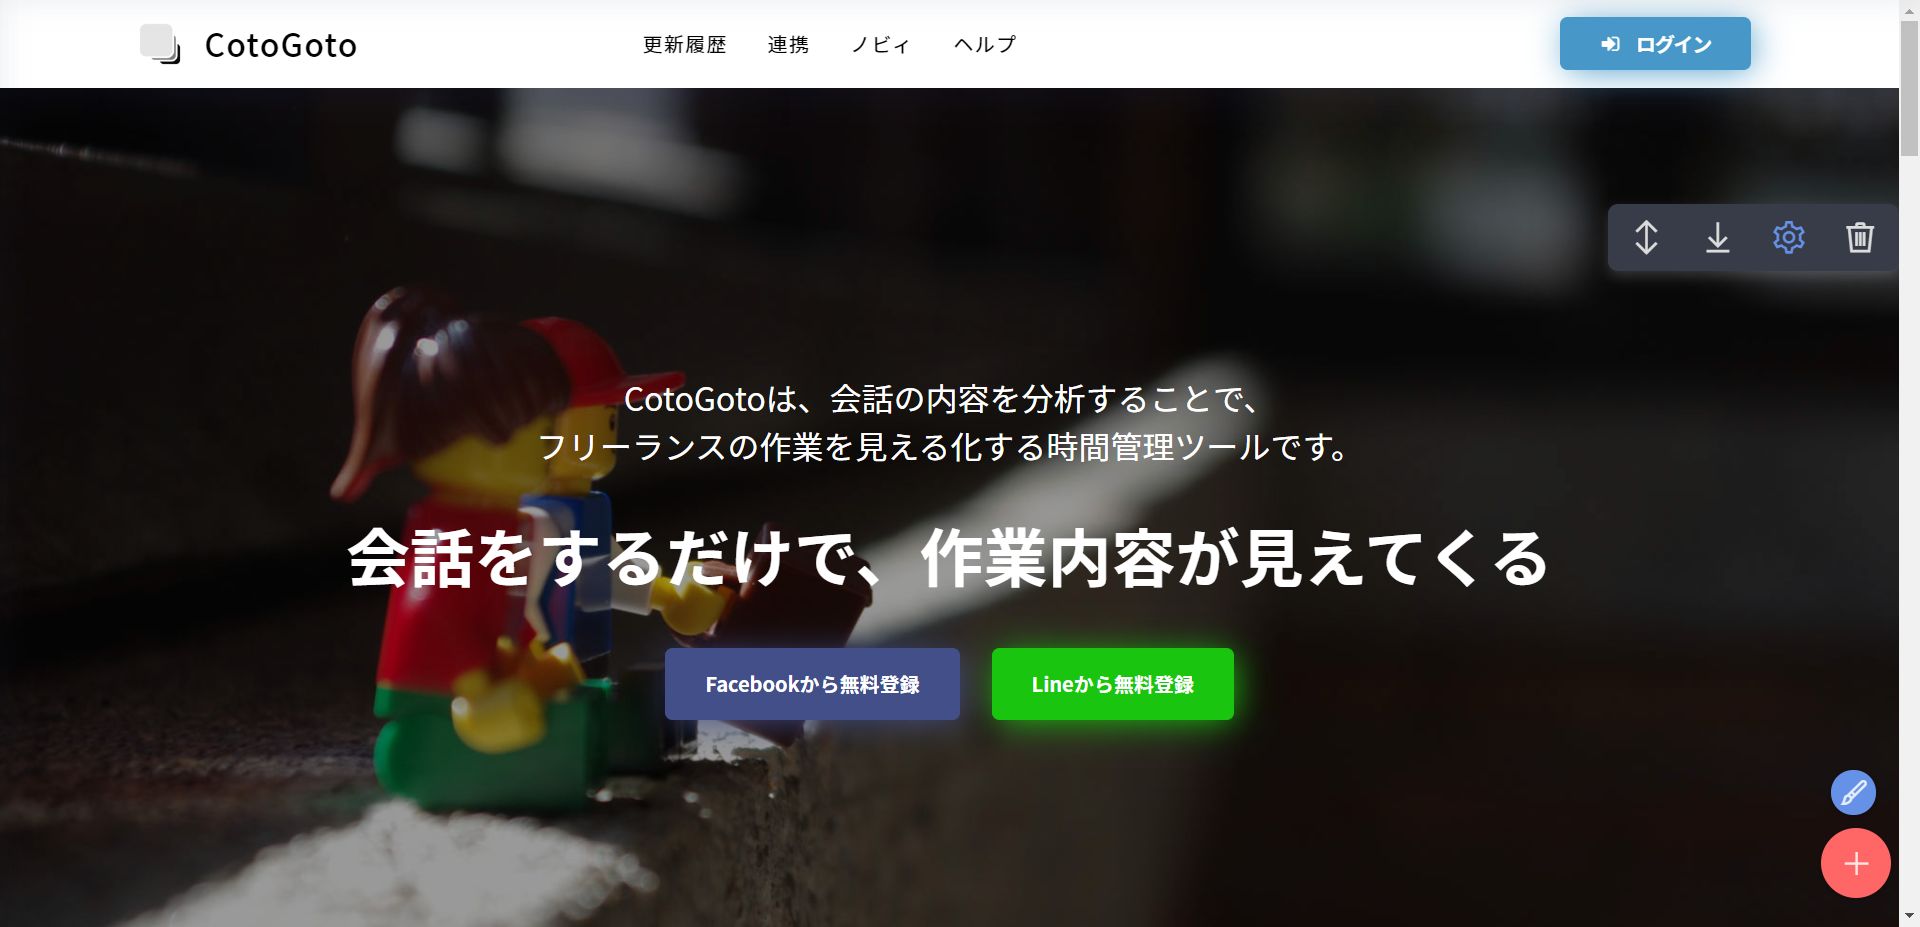 CotoGoto
更新履歴 連携 ノビィ ヘルプ
ログイン
CotoGotoは、会話の内容を分析することで、
フリーランスの作業を見える化する時間管理ツールです。
会話をするだけで、作業内容が見えてくる
Facebookから無料登録
Lineから無料登録